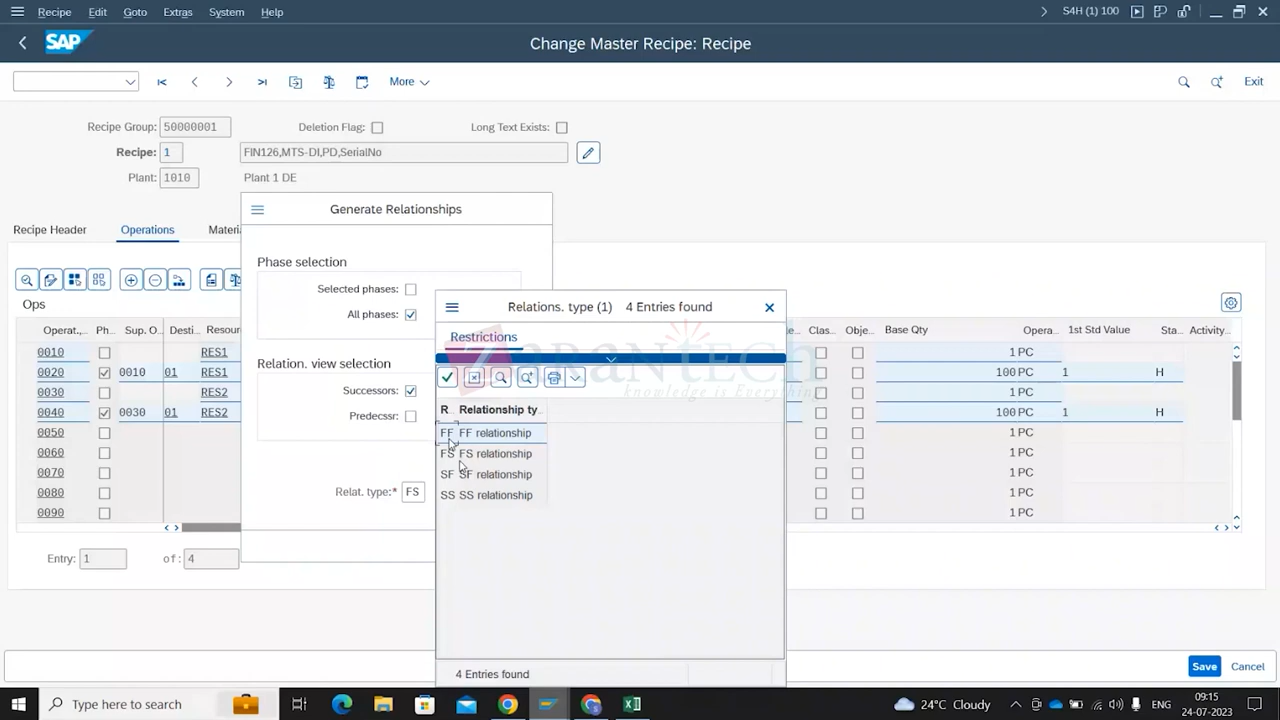 Recipe Edit Goto Extras System Help S4H (1) 100
SAP Change Master Recipe: Recipe
More Exit
Recipe Group: 50000001 Deletion Flag: Long Text Exists:
Recipe: 1 FIN126,MTS-DI,PD,SerialNo
Plant: 1010 Plant 1 DE
Generate Relationships
Recipe Header Operations Materi
Phase selection
Selected phases:
All phases:
Relation. view selection
Successors:
Predecssr:
Relat. type:* FS
Relations. type (1) 4 Entries found
Restrictions
ZARANTECH
Knowledge is Everything
R.. Relationship ty..
FF FF relationship
FS FS relationship
SF SF relationship
SS SS relationship
4 Entries found
Ops
Operat.,.. Ph.. Sup. O Desti Resour Clas.. Obje.. Base Qty Opera.. 1st Std Value Sta.. Activity..
0010 RES1 1 PC
0020 0010 01 RES1 100 PC 1 H
0030 RES2 1 PC
0040 0030 01 RES2 100 PC 1 H
0050 1 PC
0060 1 PC
0070 1 PC
0080 1 PC
0090 1 PC
Entry: 1 of: 4
Save Cancel
Type here to search 24°C Cloudy 09:15
24-07-2023